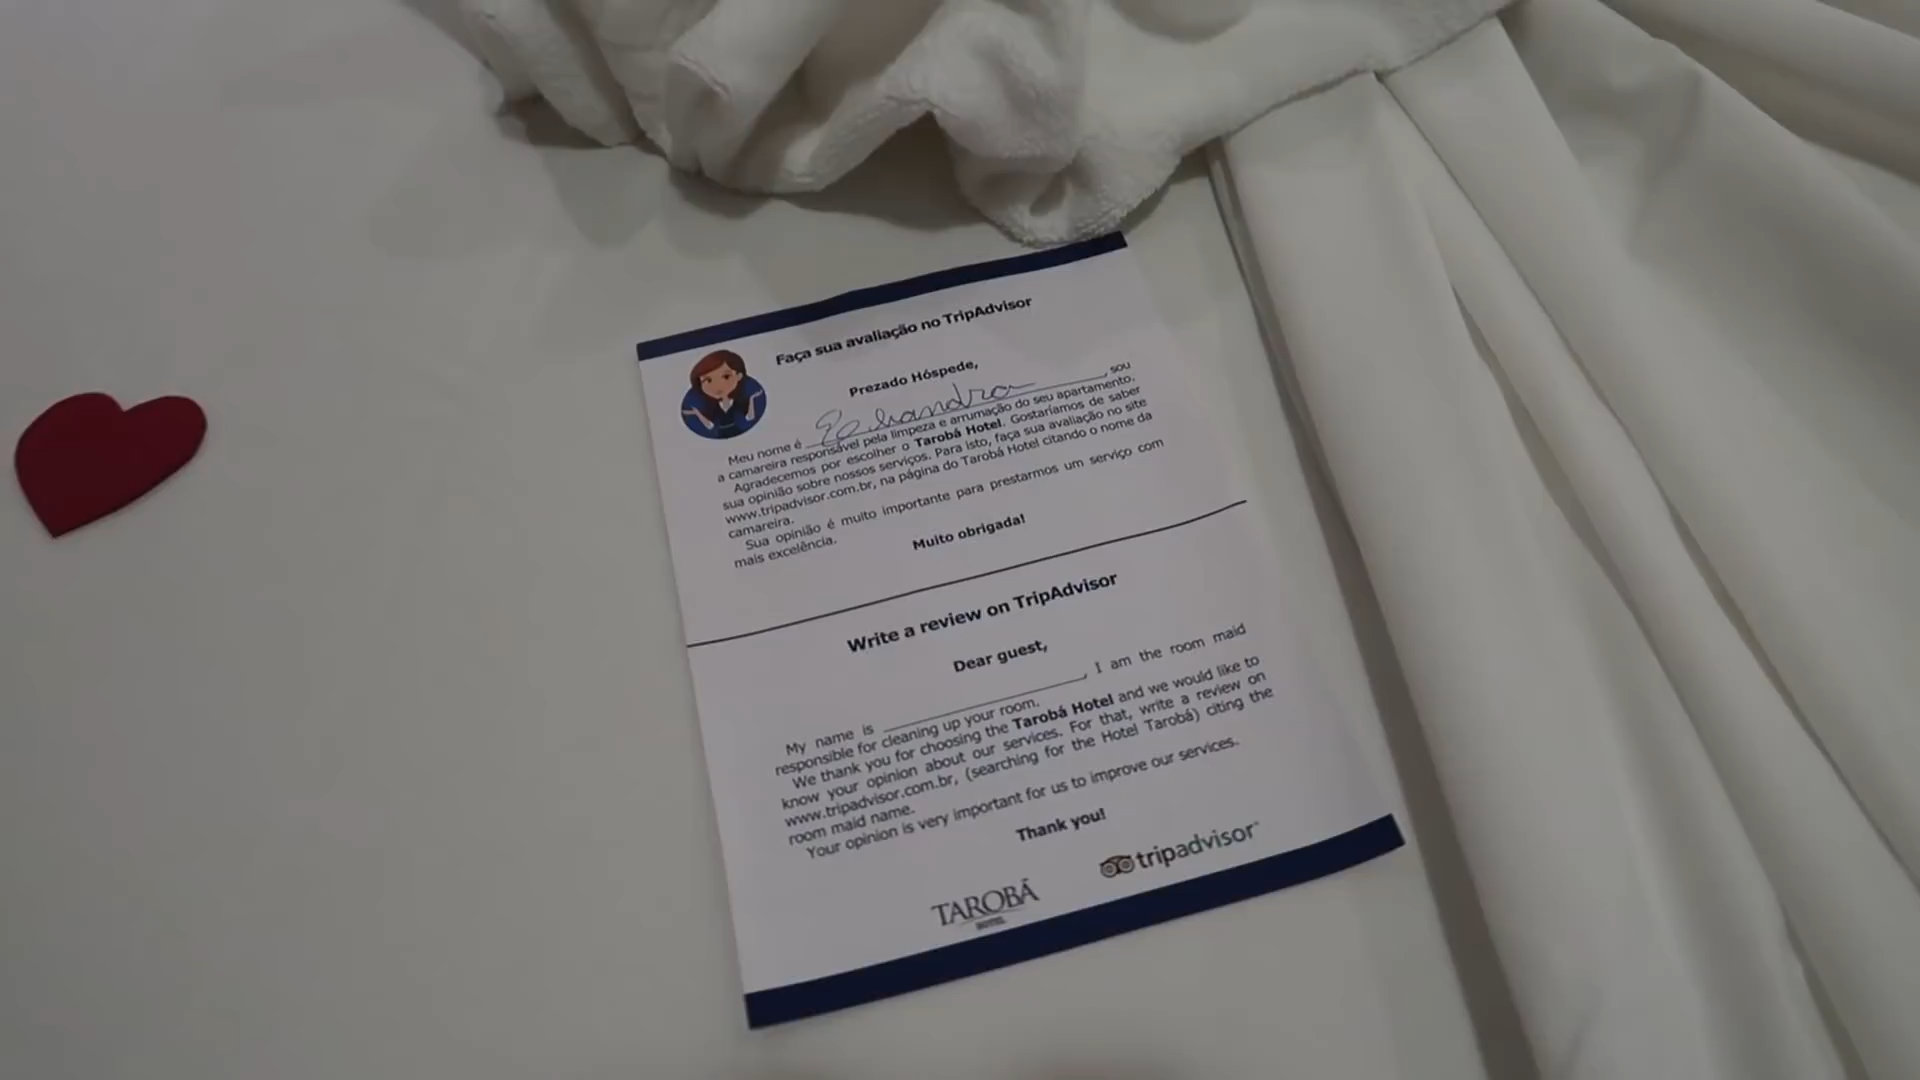 Faça sua avaliação no TripAdvisor
Prezado Hóspede,
Meu nome é , sou
a camareira responsável pela limpeza e arrumação do seu apartamento.
Agradecemos por escolher o Tarobá Hotel. Gostaríamos de saber
sua opinião sobre nossos serviços. Para isto, faça sua avaliação no site
www.tripadvisor.com.br, na página do Tarobá Hotel citando o nome da
camareira.
Sua opinião é muito importante para prestarmos um serviço com
mais excelência.
Muito obrigada!
Write a review on TripAdvisor
Dear guest,
My name is ____________________, I am the room maid
responsible for cleaning up your room.
We thank you for choosing the Tarobá Hotel and we would like to
know your opinion about our services. For that, write a review on
www.tripadvisor.com.br, (searching for the Hotel Tarobá) citing the
room maid name.
Your opinion is very important for us to improve our services.
Thank you!
TAROBÁ
HOTEL
tripadvisor